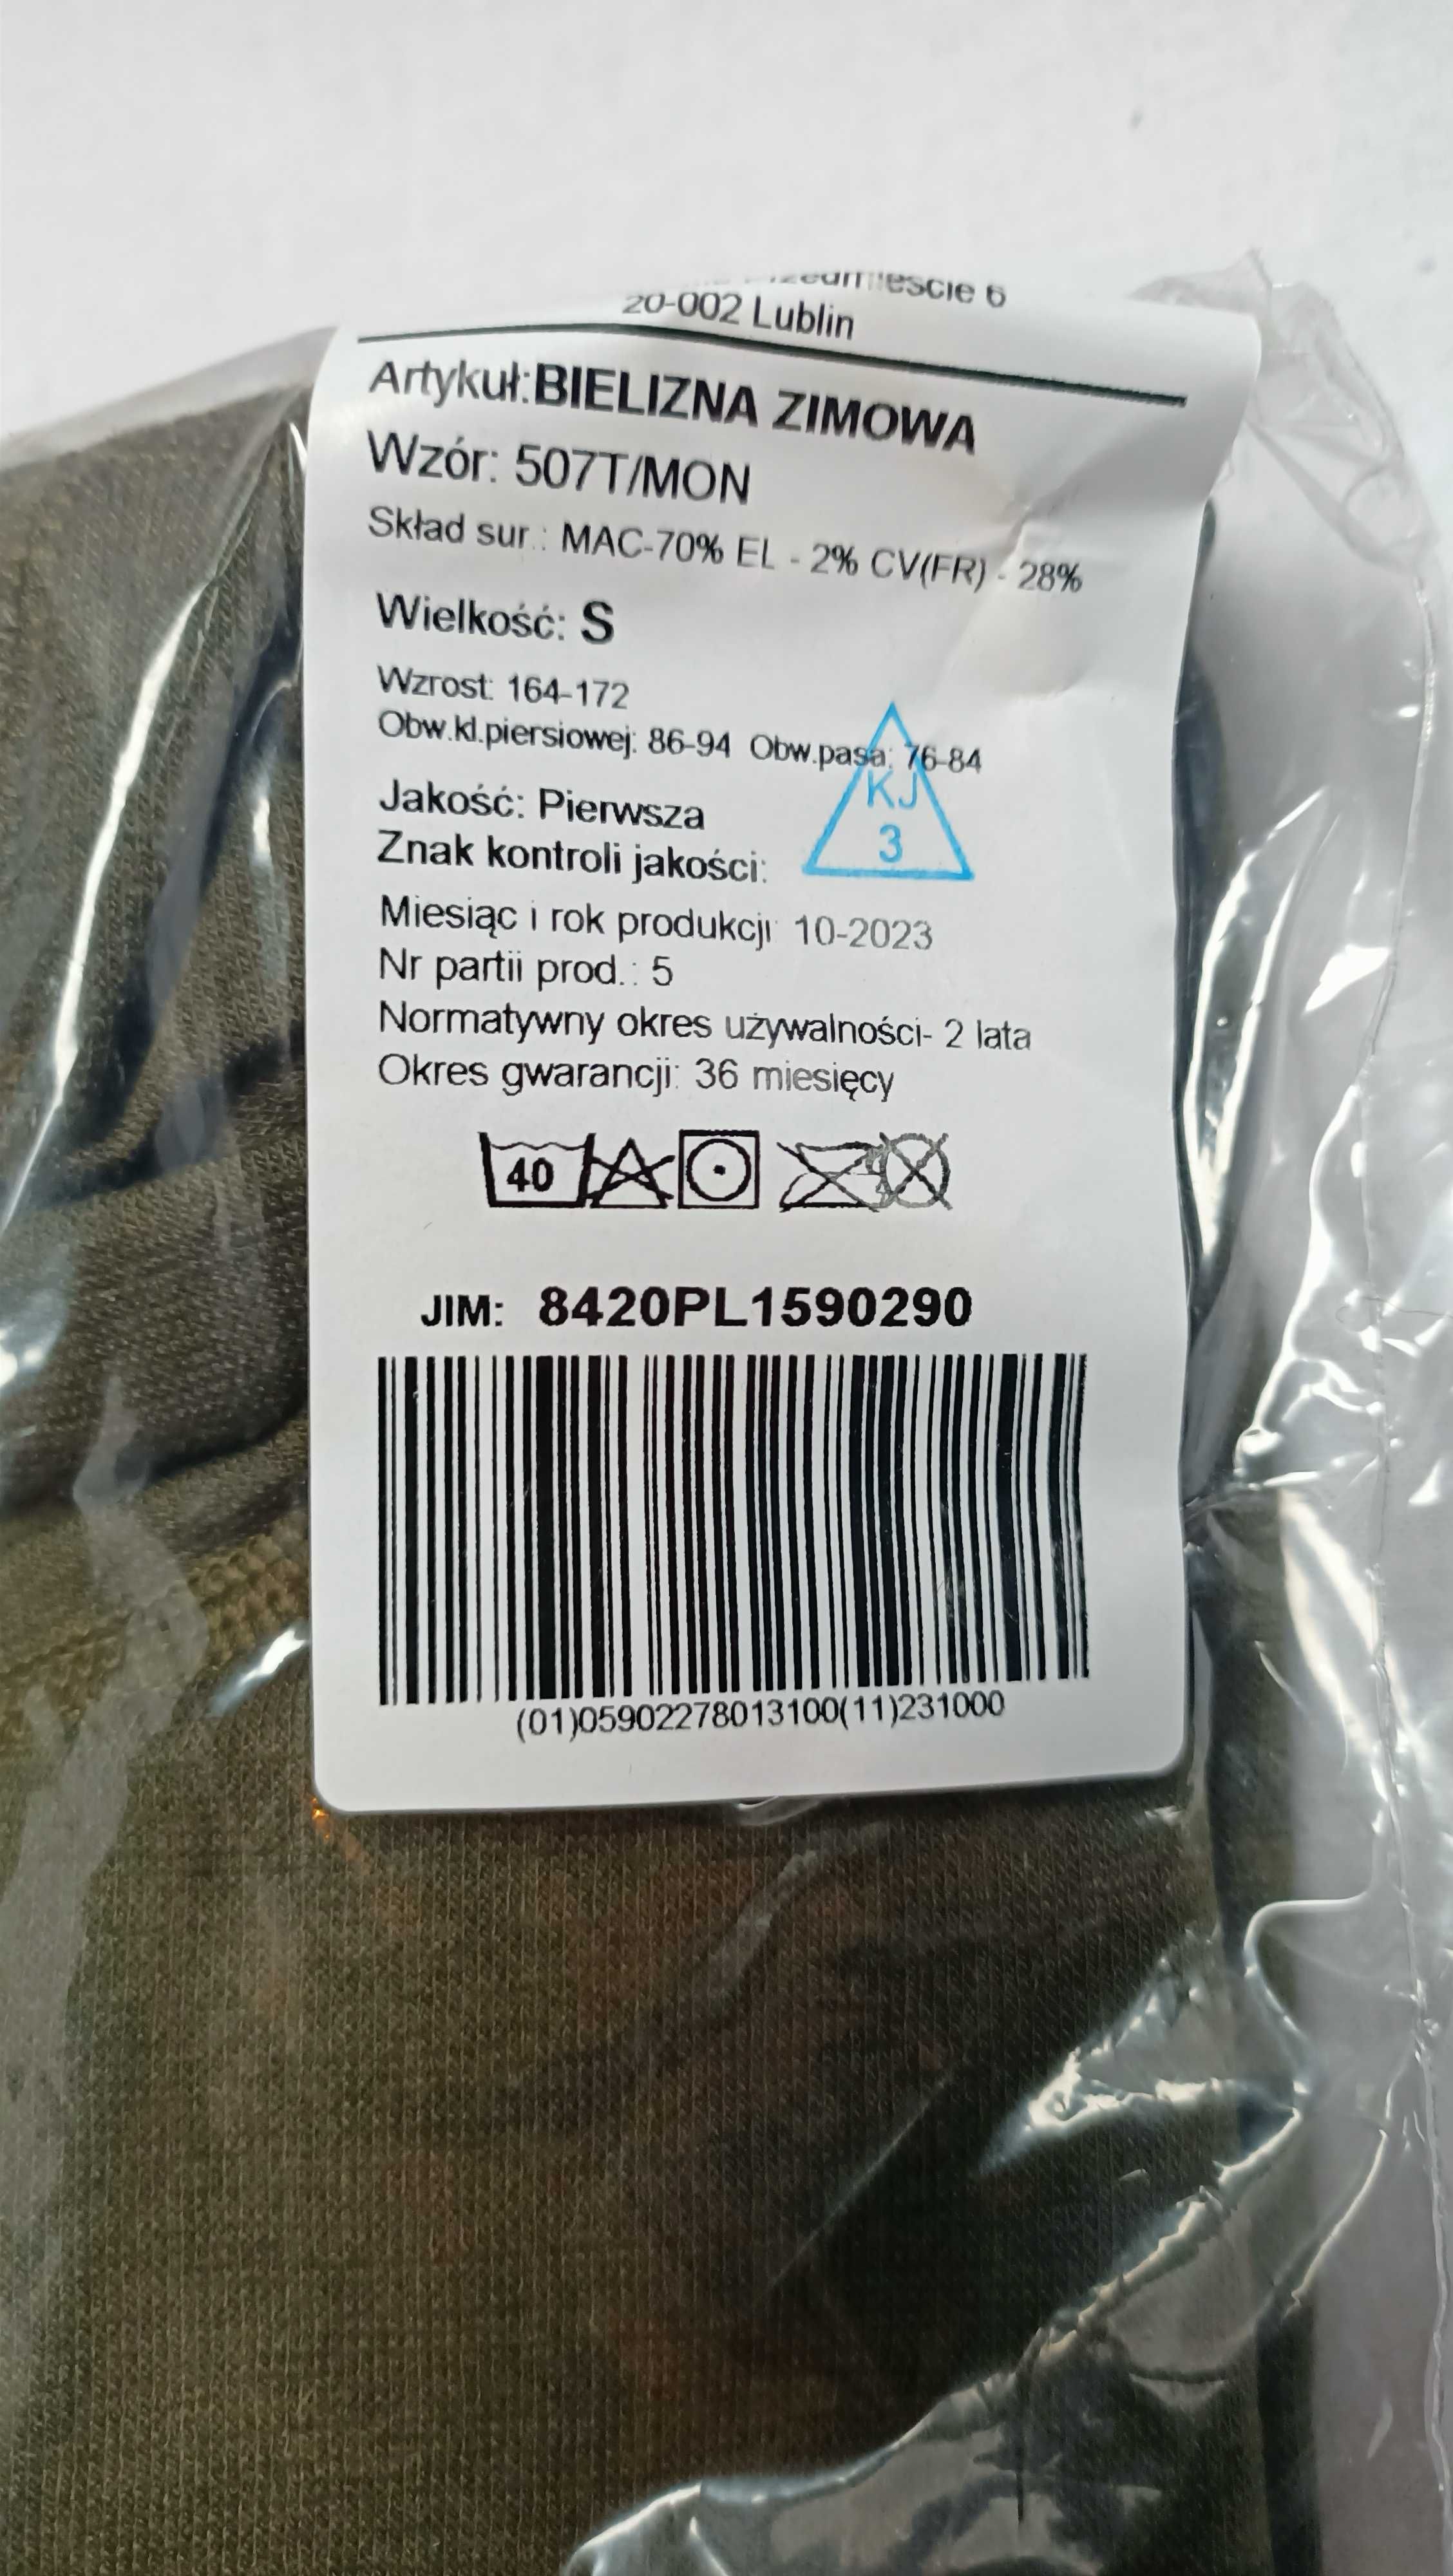 6
20-002 Lublin
Artykuł:BIELIZNA ZIMOWA
Wzór: 507T/MON
Skład sur.: MAC-70% EL - 2% CV(FR) - 28%
Wielkość: S
Wzrost: 164-172
Obw.kl.piersiowej: 86-94 Obw.pasa: 76-84
KJ
3
Jakość: Pierwsza
Znak kontroli jakości:
Miesiąc i rok produkcji: 10-2023
Nr partii prod.: 5
Normatywny okres używalności- 2 lata
Okres gwarancji: 36 miesięcy
40
JIM: 8420PL1590290
(01)05902278013100(11)231000